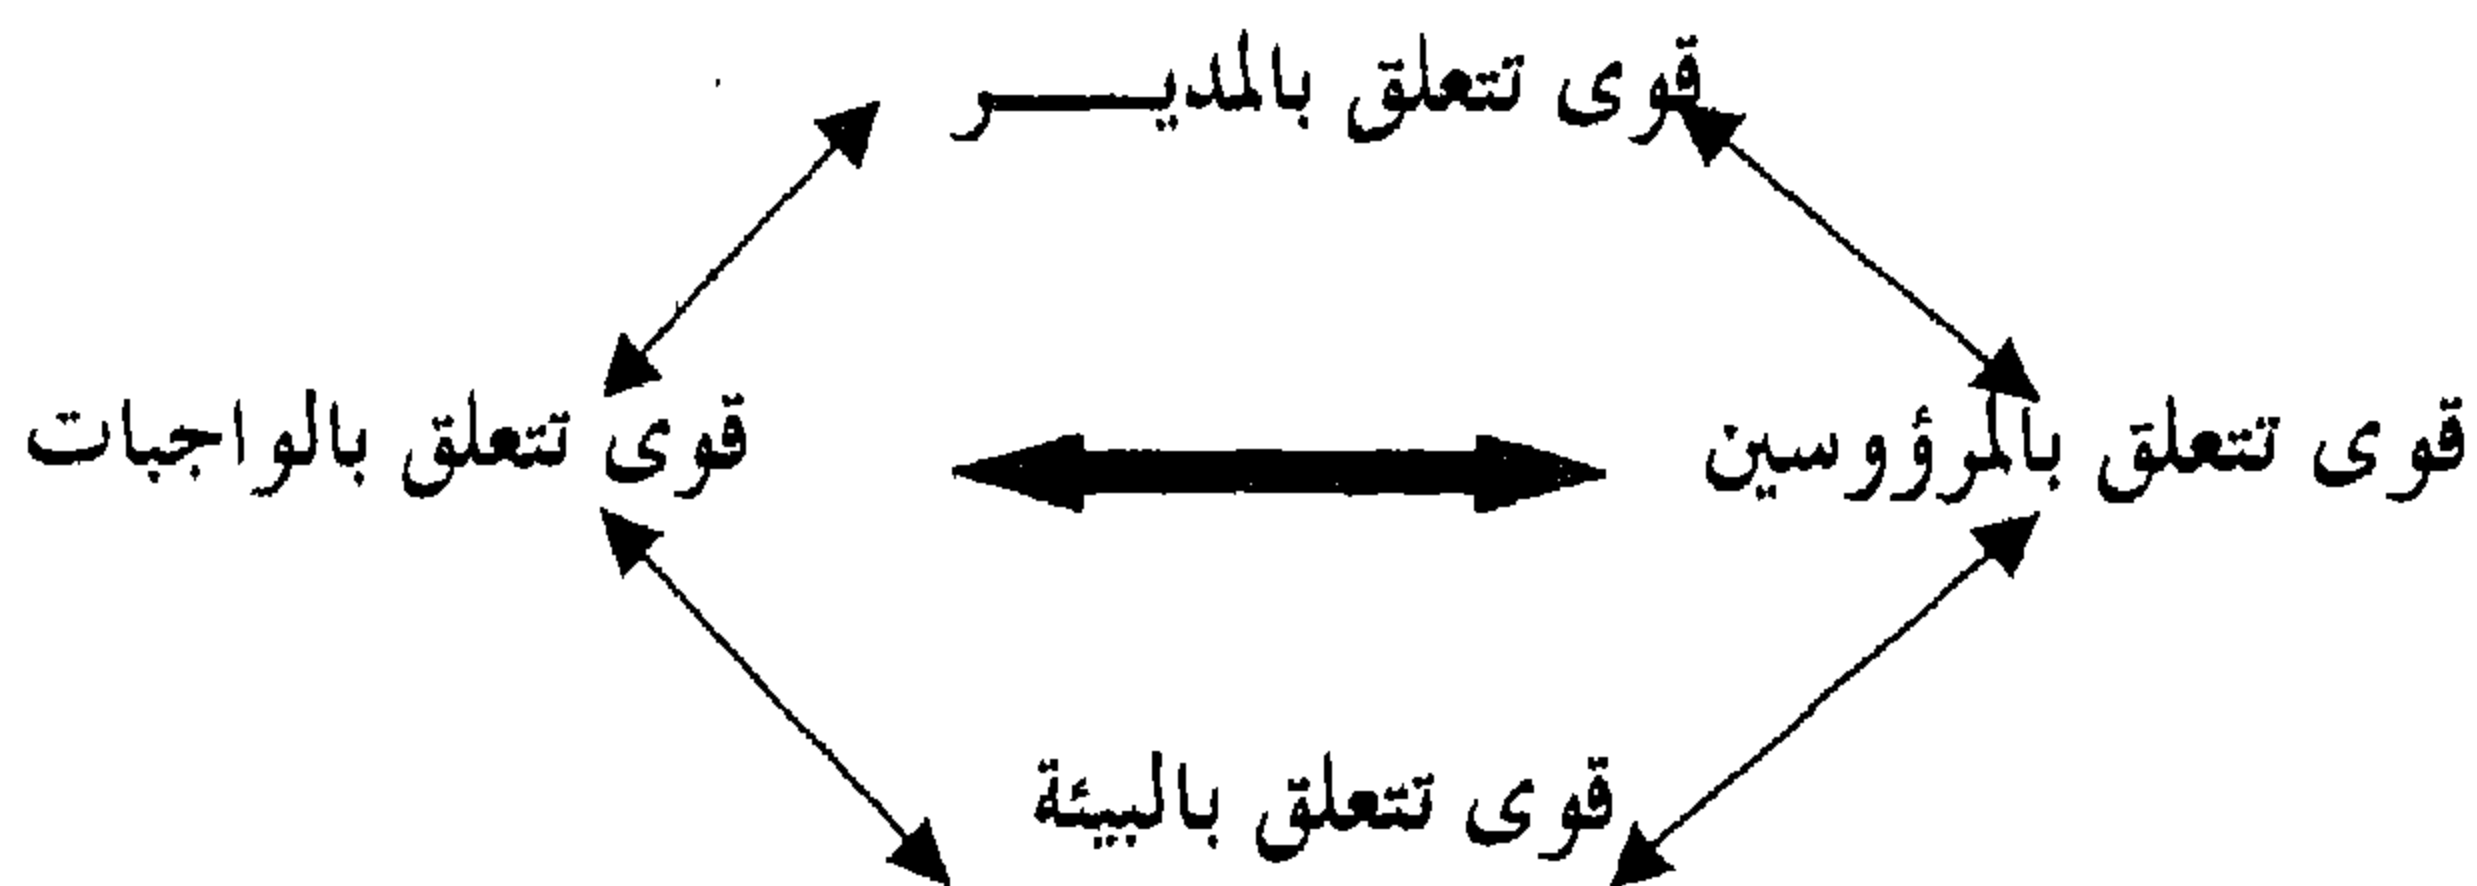 قوى تتعلق بالمديـــــر
قوى تتعلق بالمرؤوسين
قوى تتعلق بالواجبات
قوى تتعلق بالبيئة